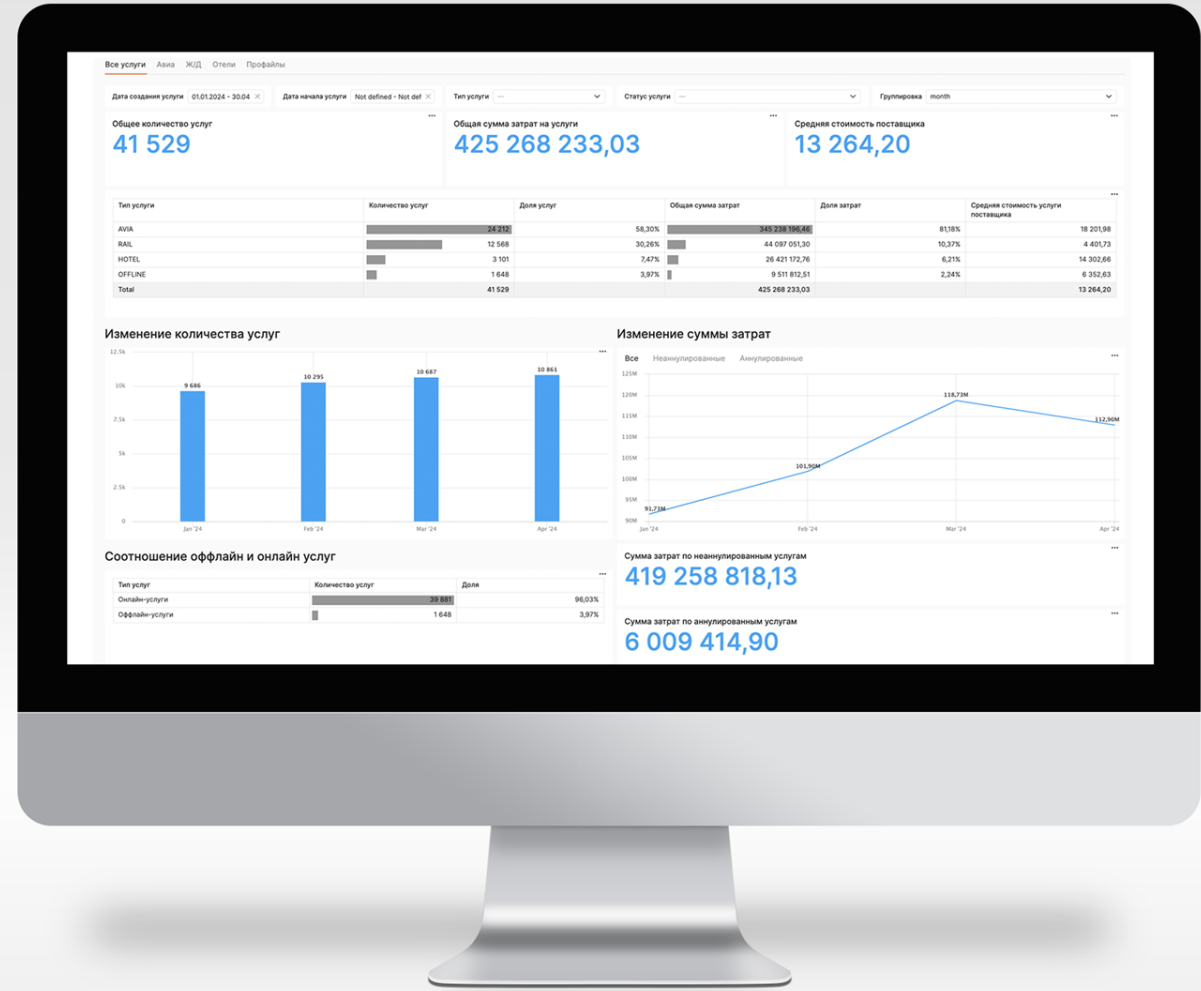 Все услуги Авиа Ж/Д Отели Профайлы
Дата создания услуги 01.01.2024 - 30.04 × Дата начала услуги Not defined - Not def × Тип услуги — Статус услуги — Группировка month
Общее количество услуг
41 529
Общая сумма затрат на услуги
425 268 233,03
Средняя стоимость поставщика
13 264,20
Тип услуги Количество услуг Доля услуг Общая сумма затрат Доля затрат Средняя стоимость услуги
поставщика
AVIA 24 212 58,30% 345 238 196,46 81,18% 18 201,98
RAIL 12 568 30,26% 44 097 051,30 10,37% 4 401,73
HOTEL 3 101 7,47% 26 421 172,76 6,21% 14 302,66
OFFLINE 1 648 3,97% 9 511 812,51 2,24% 6 352,63
Total 41 529 425 268 233,03 13 264,20
Изменение количества услуг
12.5k
10k
7.5k
5k
2.5k
0
9 686
10 295
10 687
10 861
Jan '24 Feb '24 Mar '24 Apr '24
Изменение суммы затрат
Все Неаннулированные Аннулированные
125M
120M
115M
110M
105M
100M
95M
90M
91,73M
101,90M
118,73M
112,90M
Jan '24 Feb '24 Mar '24 Apr '24
Соотношение оффлайн и онлайн услуг
Тип услуг Количество услуг Доля
Онлайн-услуги 39 881 96,03%
Оффлайн-услуги 1 648 3,97%
Сумма затрат по неаннулированным услугам
419 258 818,13
Сумма затрат по аннулированным услугам
6 009 414,90